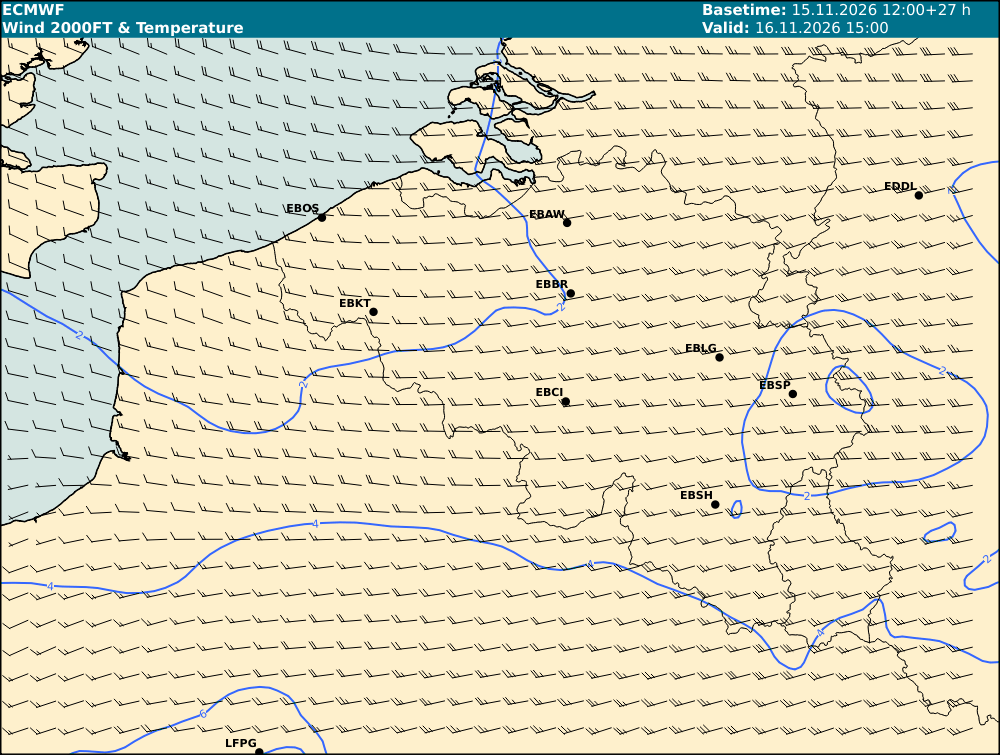 ECMWF
Basetime: 15.11.2026 12:00+27 h
Wind 2000FT & Temperature
Valid: 16.11.2026 15:00
EDDL
2
EBOS
EBAW
EBBR
EBKT
2
2
EBLG
2
2
EBSP
EBCI
EBSH
2
4
2
4
4
4
6
LFPG